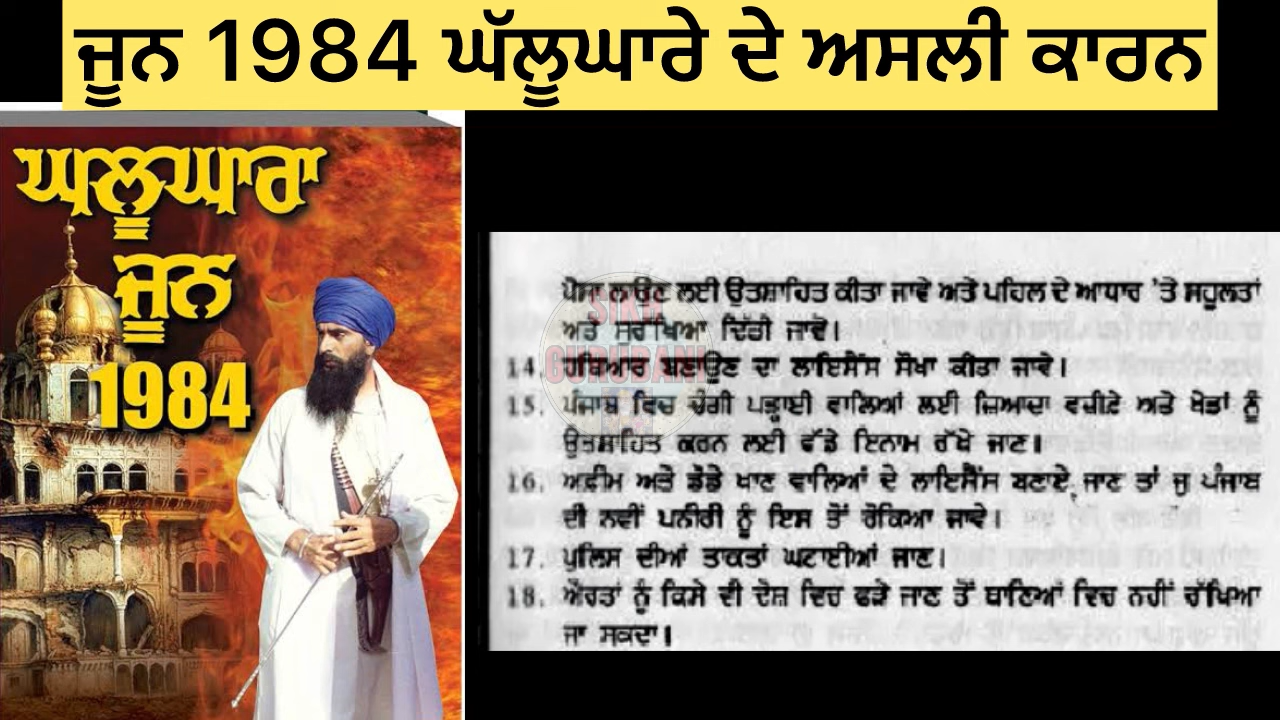 ਜੂਨ 1984 ਘੱਲੂਘਾਰੇ ਦੇ ਅਸਲੀ ਕਾਰਨ
ਘਲੂਘਾਰਾ
ਜੂਨ
1984
ਪੈਸਾ ਲਾਉਣ ਲਈ ਉਤਸ਼ਾਹਿਤ ਕੀਤਾ ਜਾਵੇ ਅਤੇ ਪਹਿਲ ਦੇ ਆਧਾਰ 'ਤੇ ਸਹੂਲਤਾਂ
ਅਤੇ ਸੁਰੱਖਿਆ ਦਿੱਤੀ ਜਾਵੇ।
14. ਹਥਿਆਰ ਬਣਾਉਣ ਦਾ ਲਾਇਸੈਂਸ ਸੌਖਾ ਕੀਤਾ ਜਾਵੇ।
15. ਪੰਜਾਬ ਵਿਚ ਚੰਗੀ ਪੜ੍ਹਾਈ ਵਾਲਿਆਂ ਲਈ ਜ਼ਿਆਦਾ ਵਜ਼ੀਫ਼ੇ ਅਤੇ ਖੇਡਾਂ ਨੂੰ
ਉਤਸ਼ਾਹਿਤ ਕਰਨ ਲਈ ਵੱਡੇ ਇਨਾਮ ਰੱਖੇ ਜਾਣ।
16. ਅਫ਼ੀਮ ਅਤੇ ਡੋਡੇ ਖਾਣ ਵਾਲਿਆਂ ਦੇ ਲਾਇਸੈਂਸ ਬਣਾਏ ਜਾਣ ਤਾਂ ਜੁ ਪੰਜਾਬ
ਦੀ ਨਵੀਂ ਪਨੀਰੀ ਨੂੰ ਇਸ ਤੋਂ ਰੋਕਿਆ ਜਾਵੇ।
17. ਪੁਲਿਸ ਦੀਆਂ ਤਾਕਤਾਂ ਘਟਾਈਆਂ ਜਾਣ।
18. ਔਰਤਾਂ ਨੂੰ ਕਿਸੇ ਵੀ ਦੋਸ਼ ਵਿਚ ਫੜੇ ਜਾਣ ਤੋਂ ਥਾਣਿਆਂ ਵਿਚ ਨਹੀਂ ਰੱਖਿਆ
ਜਾ ਸਕਦਾ।
SIKH
GURUBANI